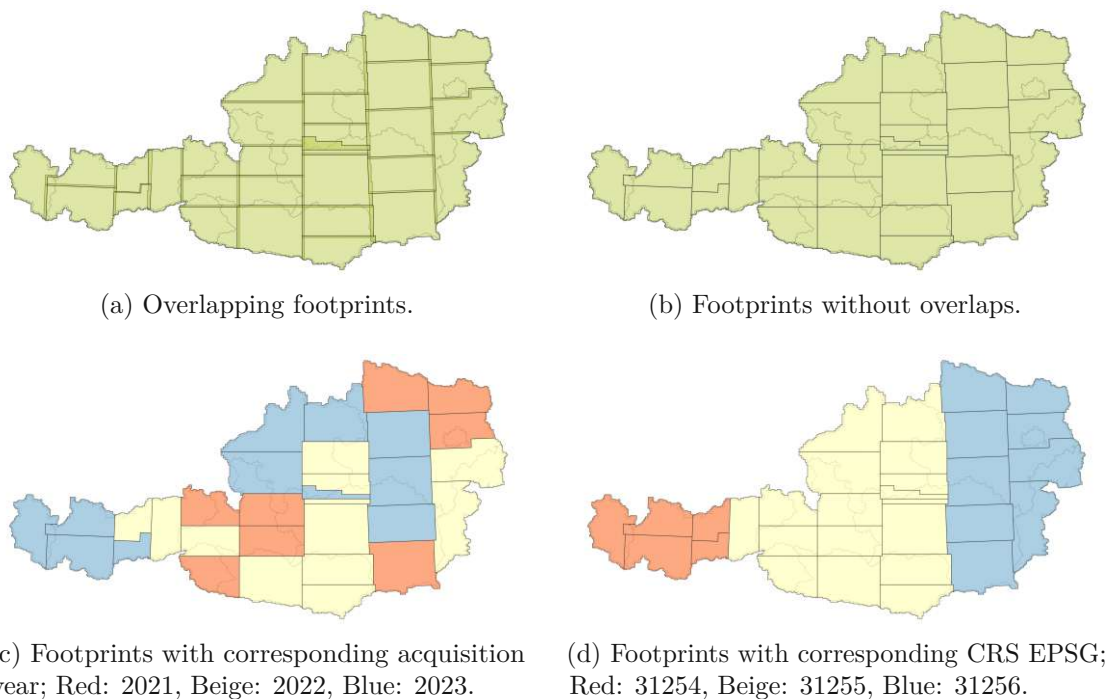 (a) Overlapping footprints.
(b) Footprints without overlaps.
c) Footprints with corresponding acquisition
year; Red: 2021, Beige: 2022, Blue: 2023.
(d) Footprints with corresponding CRS EPSG;
Red: 31254, Beige: 31255, Blue: 31256.